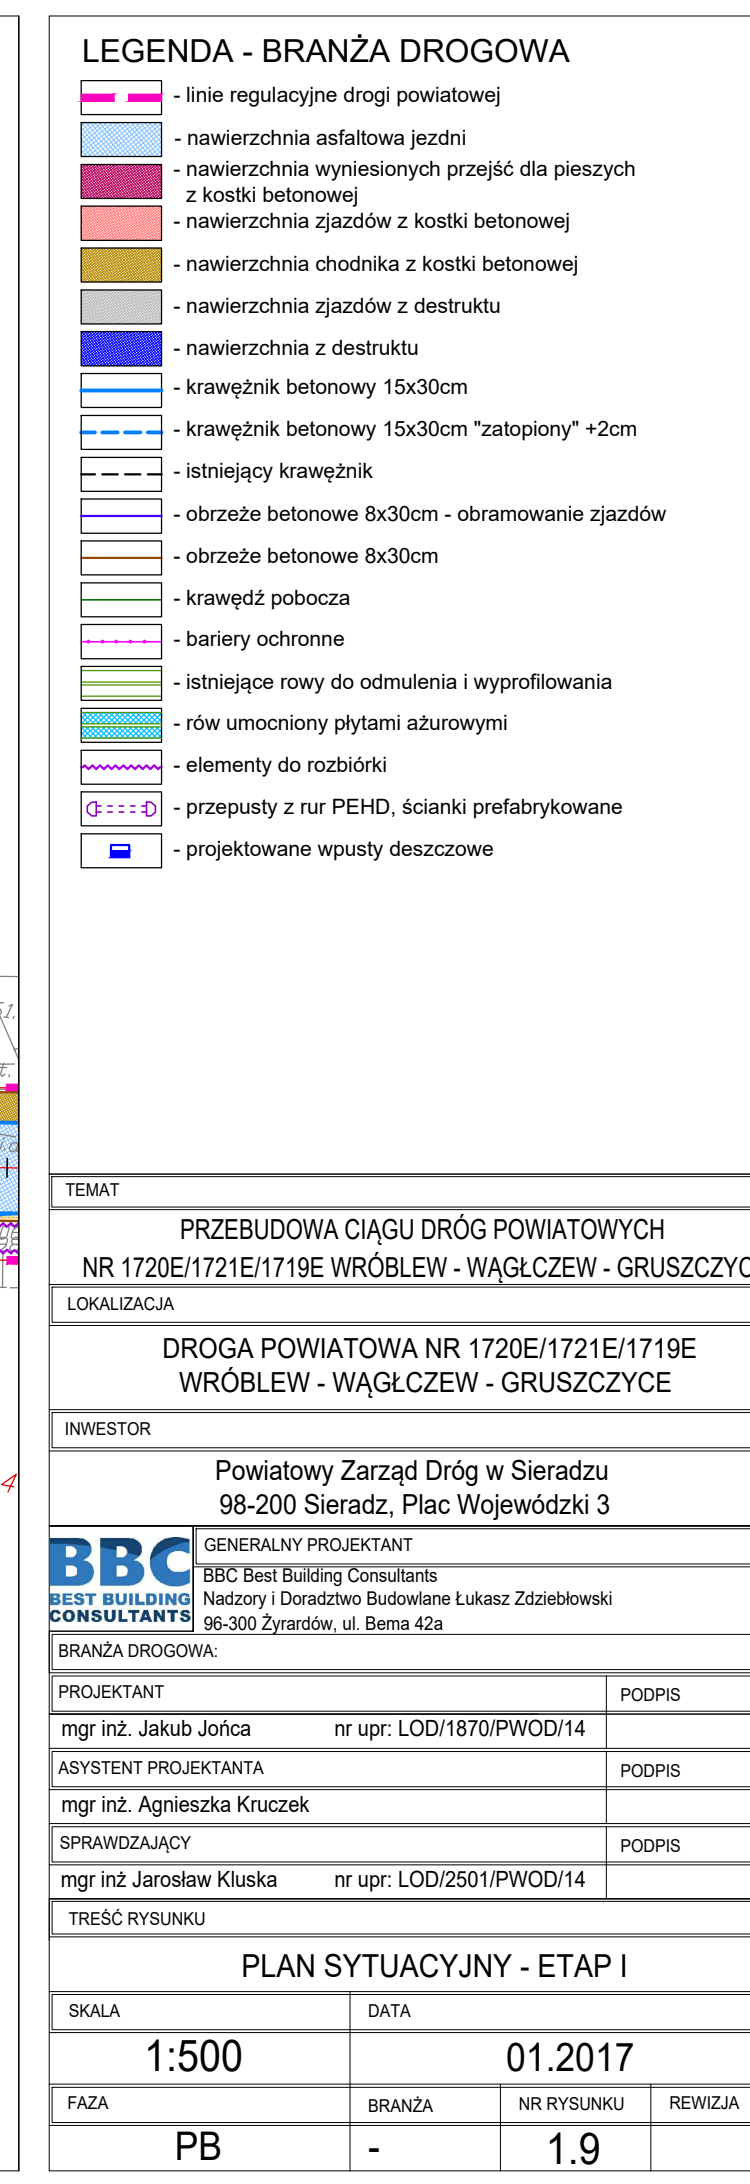 LEGENDA - BRANŻA DROGOWA
- linie regulacyjne drogi powiatowej
- nawierzchnia asfaltowa jezdni
- nawierzchnia wyniesionych przejść dla pieszych
z kostki betonowej
- nawierzchnia zjazdów z kostki betonowej
- nawierzchnia chodnika z kostki betonowej
- nawierzchnia zjazdów z destruktu
- nawierzchnia z destruktu
- krawężnik betonowy 15x30cm
- krawężnik betonowy 15x30cm "zatopiony" +2cm
- istniejący krawężnik
- obrzeże betonowe 8x30cm - obramowanie zjazdów
- obrzeże betonowe 8x30cm
- krawędź pobocza
- bariery ochronne
- istniejące rowy do odmulenia i wyprofilowania
- rów umocniony płytami ażurowymi
- elementy do rozbiórki
- przepusty z rur PEHD, ścianki prefabrykowane
- projektowane wpusty deszczowe
4
TEMAT
PRZEBUDOWA CIĄGU DRÓG POWIATOWYCH
NR 1720E/1721E/1719E WRÓBLEW - WĄGŁCZEW - GRUSZCZYC
LOKALIZACJA
DROGA POWIATOWA NR 1720E/1721E/1719E
WRÓBLEW - WĄGŁCZEW - GRUSZCZYCE
INWESTOR
Powiatowy Zarząd Dróg w Sieradzu
98-200 Sieradz, Plac Wojewódzki 3
BBC
BEST BUILDING
CONSULTANTS
GENERALNY PROJEKTANT
BBC Best Building Consultants
Nadzory i Doradztwo Budowlane Łukasz Zdziebłowski
96-300 Żyrardów, ul. Bema 42a
BRANŻA DROGOWA:
PROJEKTANT PODPIS
mgr inż. Jakub Jońca nr upr: LOD/1870/PWOD/14
ASYSTENT PROJEKTANTA PODPIS
mgr inż. Agnieszka Kruczek
SPRAWDZAJĄCY PODPIS
mgr inż Jarosław Kluska nr upr: LOD/2501/PWOD/14
TREŚĆ RYSUNKU
PLAN SYTUACYJNY - ETAP I
SKALA DATA
1:500 01.2017
FAZA BRANŻA NR RYSUNKU REWIZJA
PB - 1.9